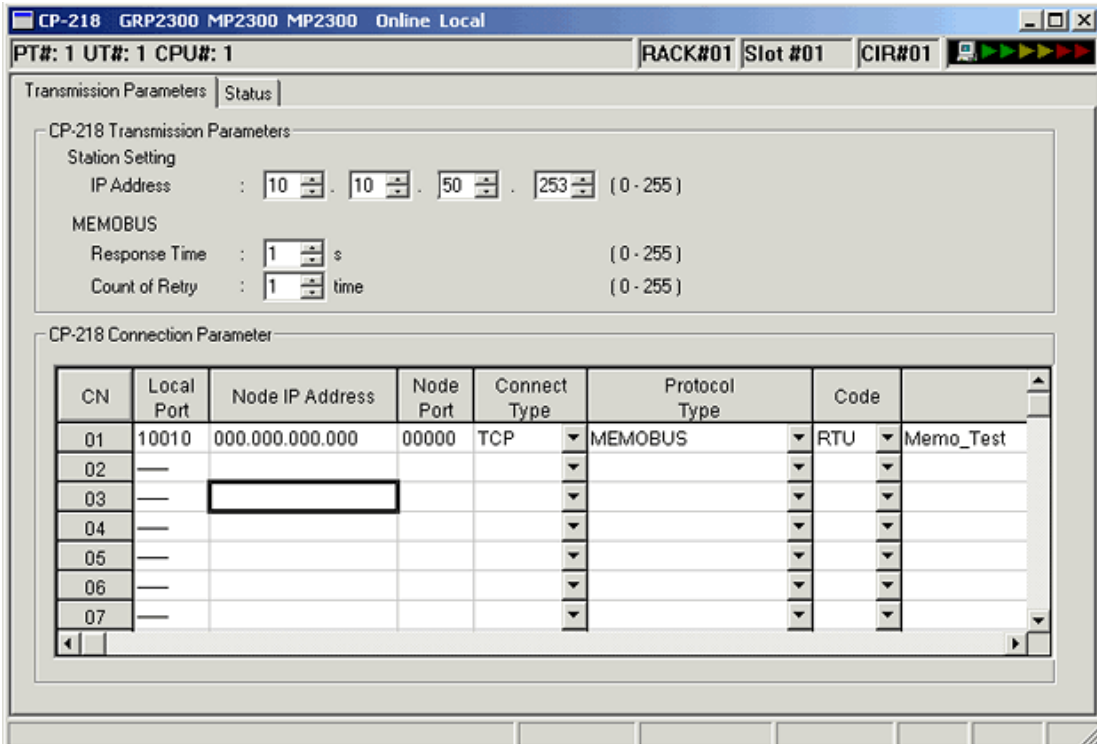 CP-218 GRP2300 MP2300 MP2300 Online Local
PT#: 1 UT#: 1 CPU#: 1 RACK#01 Slot #01 CIR#01
Transmission Parameters Status
CP-218 Transmission Parameters
Station Setting
IP Address : 10 . 10 . 50 . 253 ( 0 - 255 )
MEMOBUS
Response Time : 1 s ( 0 - 255 )
Count of Retry : 1 time ( 0 - 255 )
CP-218 Connection Parameter
CN Local Port Node IP Address Node Port Connect Type Protocol Type Code
01 10010 000.000.000.000 00000 TCP MEMOBUS RTU Memo_Test
02 ──
03 ──
04 ──
05 ──
06 ──
07 ──